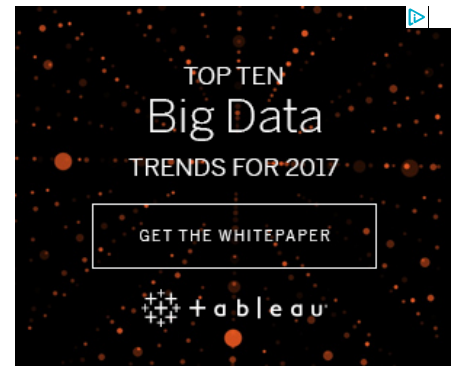 TOP TEN
Big Data
TRENDS FOR 2017
GET THE WHITEPAPER
+ a b | e a u